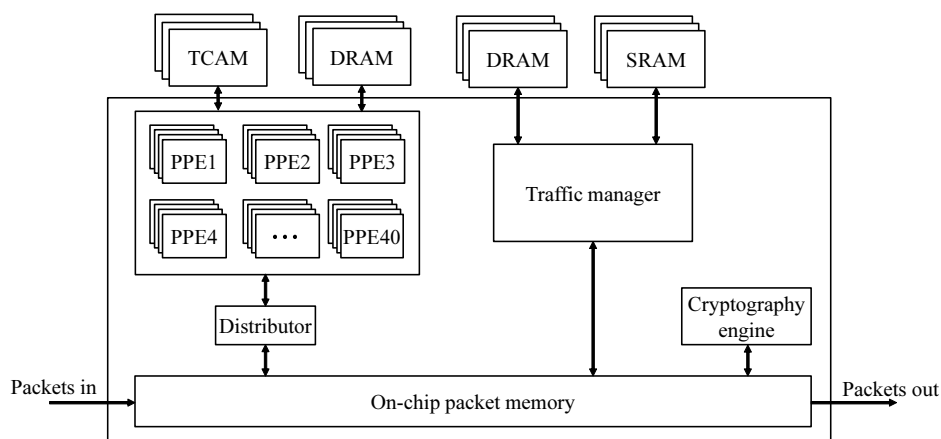 TCAM
DRAM
DRAM
SRAM
PPE1
PPE2
PPE3
PPE4
...
PPE40
Traffic manager
Distributor
Cryptography
engine
Packets in
On-chip packet memory
Packets out